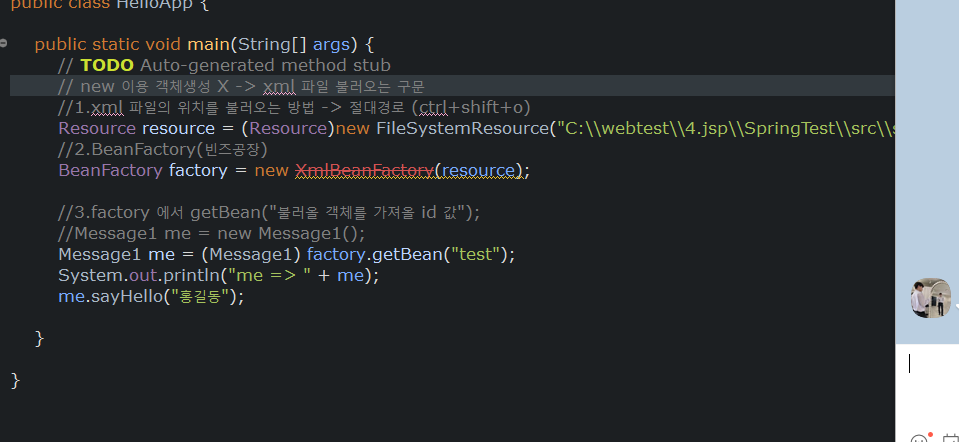 public class HelloApp {
public static void main(String[] args) {
// TODO Auto-generated method stub
// new 이용 객체생성 X -> xml 파일 불러오는 구문
//1.xml 파일의 위치를 불러오는 방법 -> 절대경로 (ctrl+shift+o)
Resource resource = (Resource)new FileSystemResource("C:\\webtest\\4.jsp\\SpringTest\\src\\
//2.BeanFactory(빈즈공장)
BeanFactory factory = new XmlBeanFactory(resource);
//3.factory 에서 getBean("불러올 객체를 가져올 id 값");
//Message1 me = new Message1();
Message1 me = (Message1) factory.getBean("test");
System.out.println("me => " + me);
me.sayHello("홍길동");
}
}